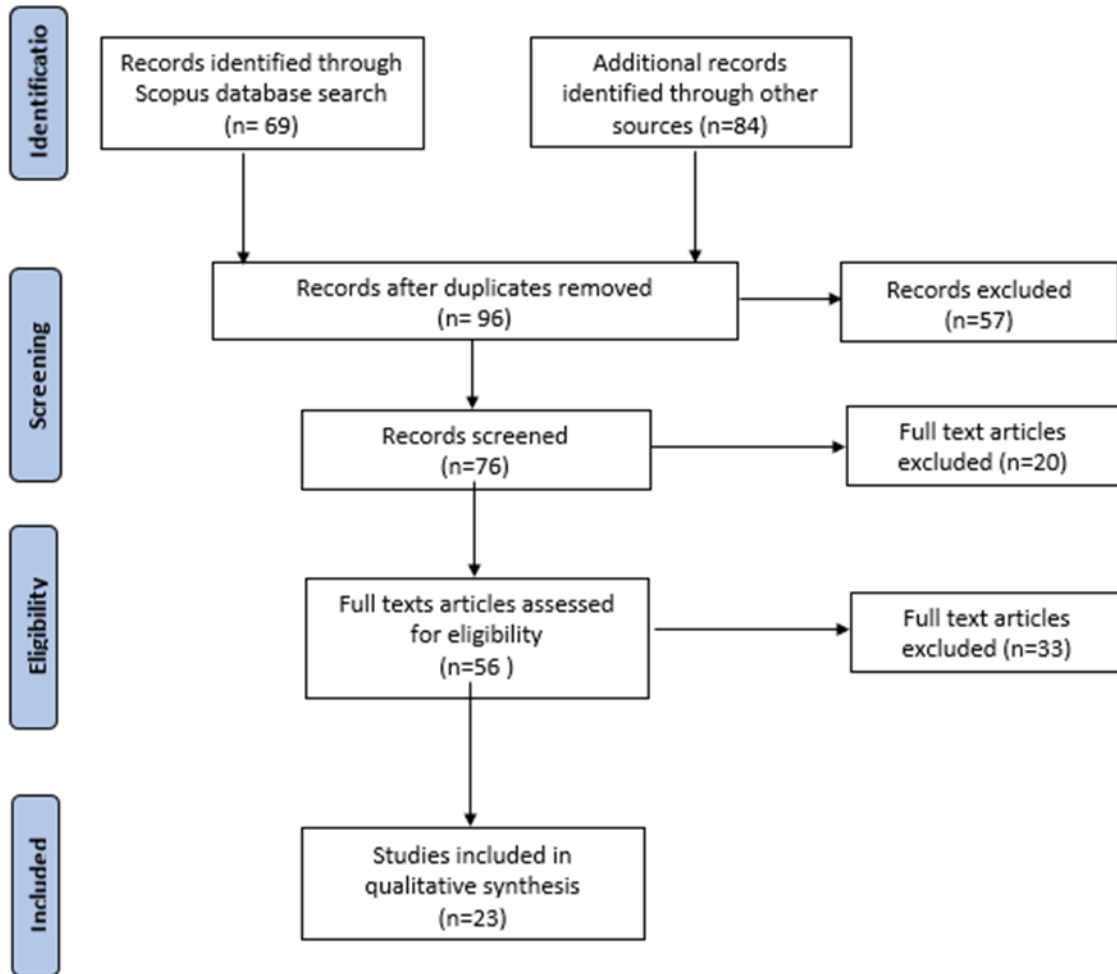 Identificatio
Records identified through
Scopus database search
(n= 69)
Additional records
identified through other
sources (n=84)
Screening
Records after duplicates removed
(n= 96)
Records excluded
(n=57)
Records screened
(n=76)
Full text articles
excluded (n=20)
Eligibility
Full texts articles assessed
for eligibility
(n=56 )
Full text articles
excluded (n=33)
Included
Studies included in
qualitative synthesis
(n=23)